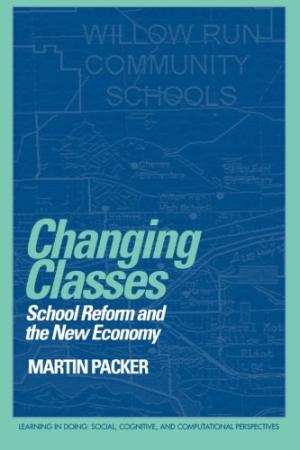 WILLOW RUN
COMMUNITY
SCHOOLS
Changing
Classes
School Reform and
the New Economy
MARTIN PACKER
LEARNING IN DOING: SOCIAL, COGNITIVE, AND COMPUTATIONAL PERSPECTIVES